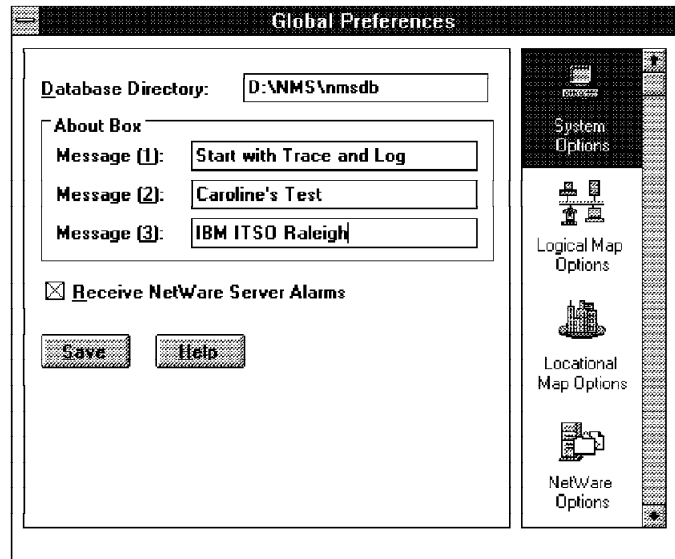 Global Preferences
Database Directory: D:\NMS\nmsdb
About Box
Message (1): Start with Trace and Log
Message (2): Caroline's Test
Message (3): IBM ITSO Raleigh
Receive NetWare Server Alarms
Save Help
System
Options
Logical Map
Options
Locational
Map Options
NetWare
Options